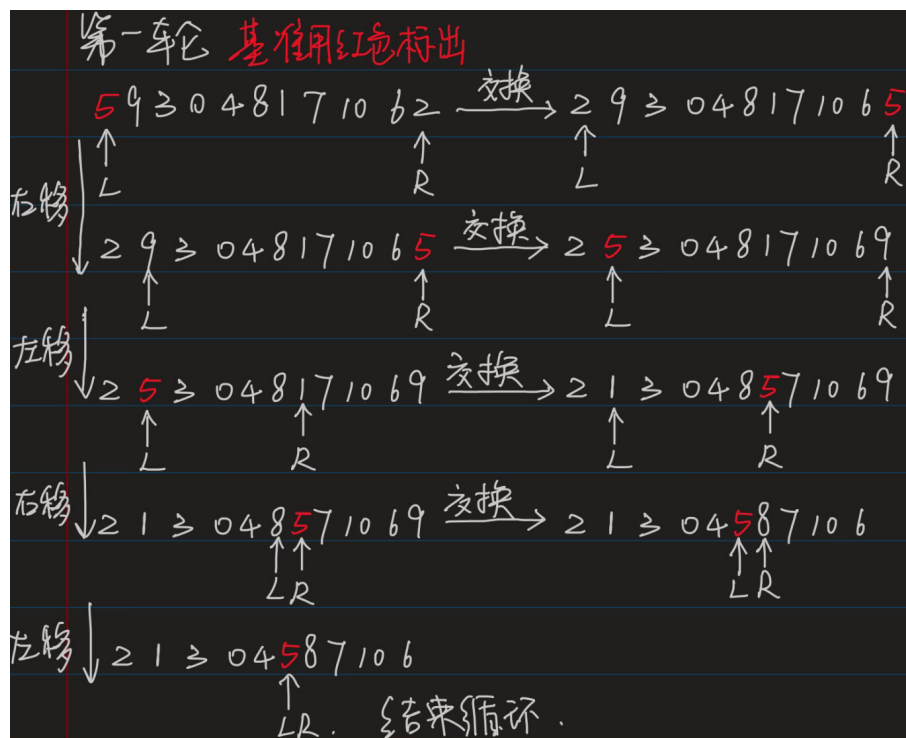 第一轮 基准用红色标出
5 9 3 0 4 8 1 7 10 6 2 交换 2 9 3 0 4 8 1 7 10 6 5
L R L R
右移
2 9 3 0 4 8 1 7 10 6 5 交换 2 5 3 0 4 8 1 7 10 6 9
L R L R
左移
2 5 3 0 4 8 1 7 10 6 9 交换 2 1 3 0 4 8 5 7 10 6 9
L R L R
右移
2 1 3 0 4 8 5 7 10 6 9 交换 2 1 3 0 4 5 8 7 10 6
L R L R
左移
2 1 3 0 4 5 8 7 10 6
LR. 结束循环.